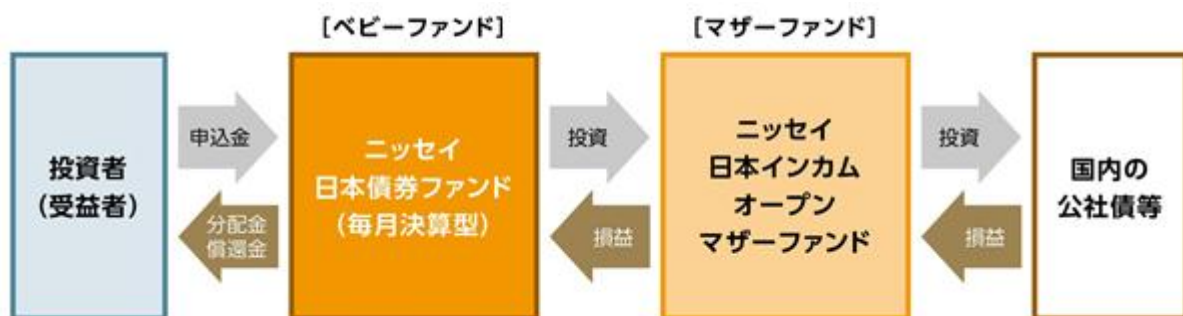 [ベビーファンド]
[マザーファンド]
投資者
(受益者)
申込金
分配金
償還金
ニッセイ
日本債券ファンド
(毎月決算型)
投資
損益
ニッセイ
日本インカム
オープン
マザーファンド
投資
損益
国内の
公社債等